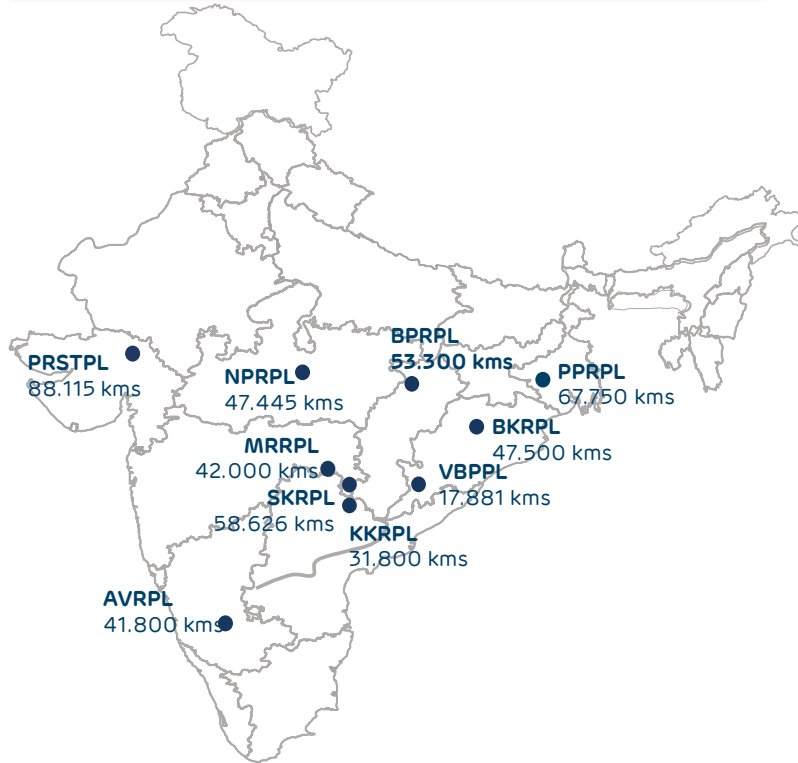 BPRPL
53.300 kms
PRSTPL
88.115 kms
NPRPL
47.445 kms
PPRPL
67.750 kms
BKRPL
47.500 kms
MRRPL
42.000 kms
VBPPL
17.881 kms
SKRPL
58.626 kms
KKRPL
31.800 kms
AVRPL
41.800 kms